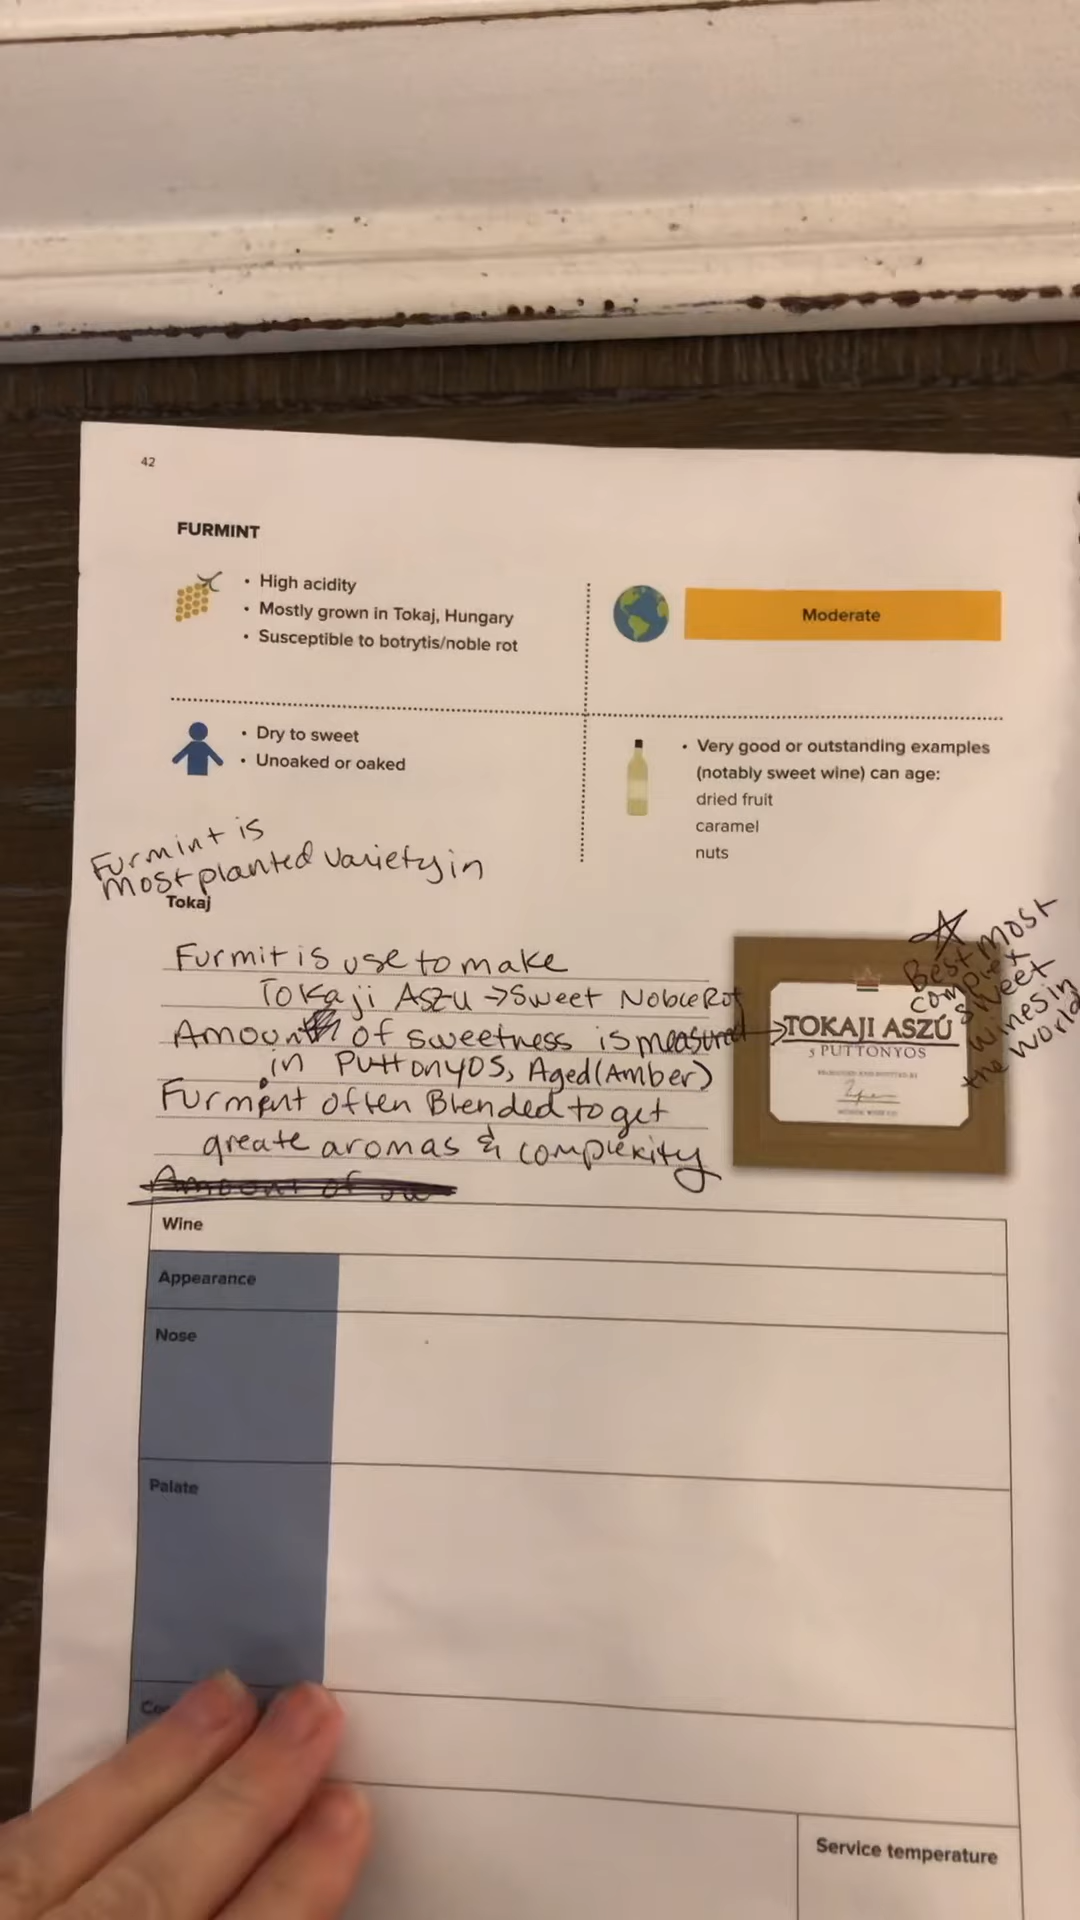 42
FURMINT
• High acidity
• Mostly grown in Tokaj, Hungary
• Susceptible to botrytis/noble rot
Moderate
• Dry to sweet
• Unoaked or oaked
• Very good or outstanding examples
(notably sweet wine) can age:
dried fruit
caramel
nuts
Furmint is
most planted variety in
Tokaj
Furmit is use to make
Tokaji Aszu → Sweet Noble Rot
Amount of sweetness is measured →
in Puttonyos, Aged (Amber)
Furmint often Blended to get
greate aromas & complexity
Amount of
Best most
complex
sweet
wines in
the world
TOKAJI ASZÚ
5 PUTTONYOS
Wine
Appearance
Nose
Palate
Service temperature